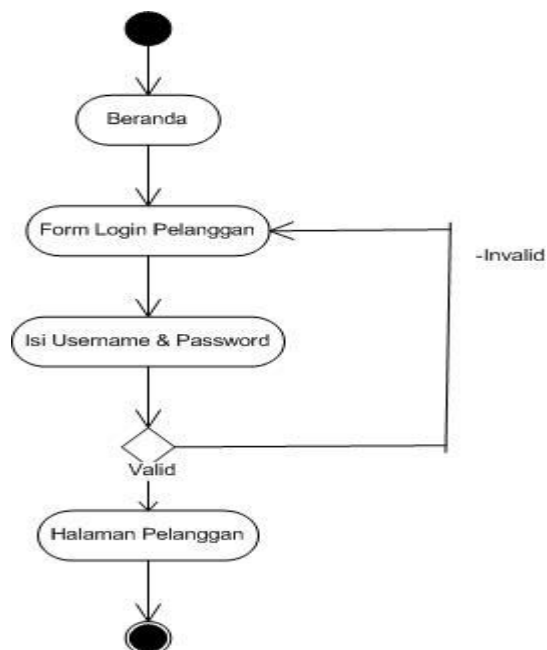 Beranda
Form Login Pelanggan
-Invalid
Isi Username & Password
Valid
Halaman Pelanggan